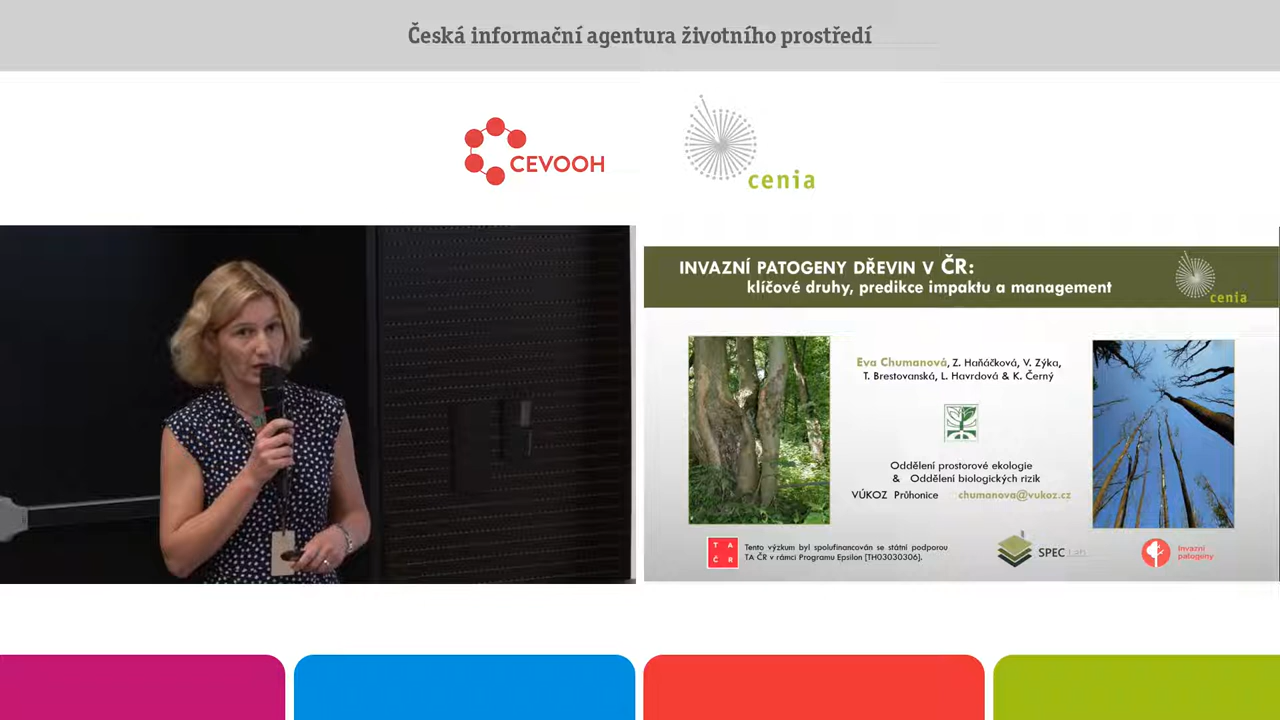 Česká informační agentura životního prostředí
CEVOOH
cenia
INVAZNÍ PATOGENY DŘEVIN V ČR:
klíčové druhy, predikce impaktu a management
cenia
Eva Chumanová, Z. Haňáčková, V. Zýka,
T. Brestovanská, L. Havrdová & K. Černý
Oddělení prostorové ekologie
& Oddělení biologických rizik
VÚKOZ Průhonice chumanova@vukoz.cz
T A
Č R
Tento výzkum byl spolufinancován se státní podporou
TA ČR v rámci Programu Epsilon (TH03030306).
SPEC Lab
Invazní
patogeny